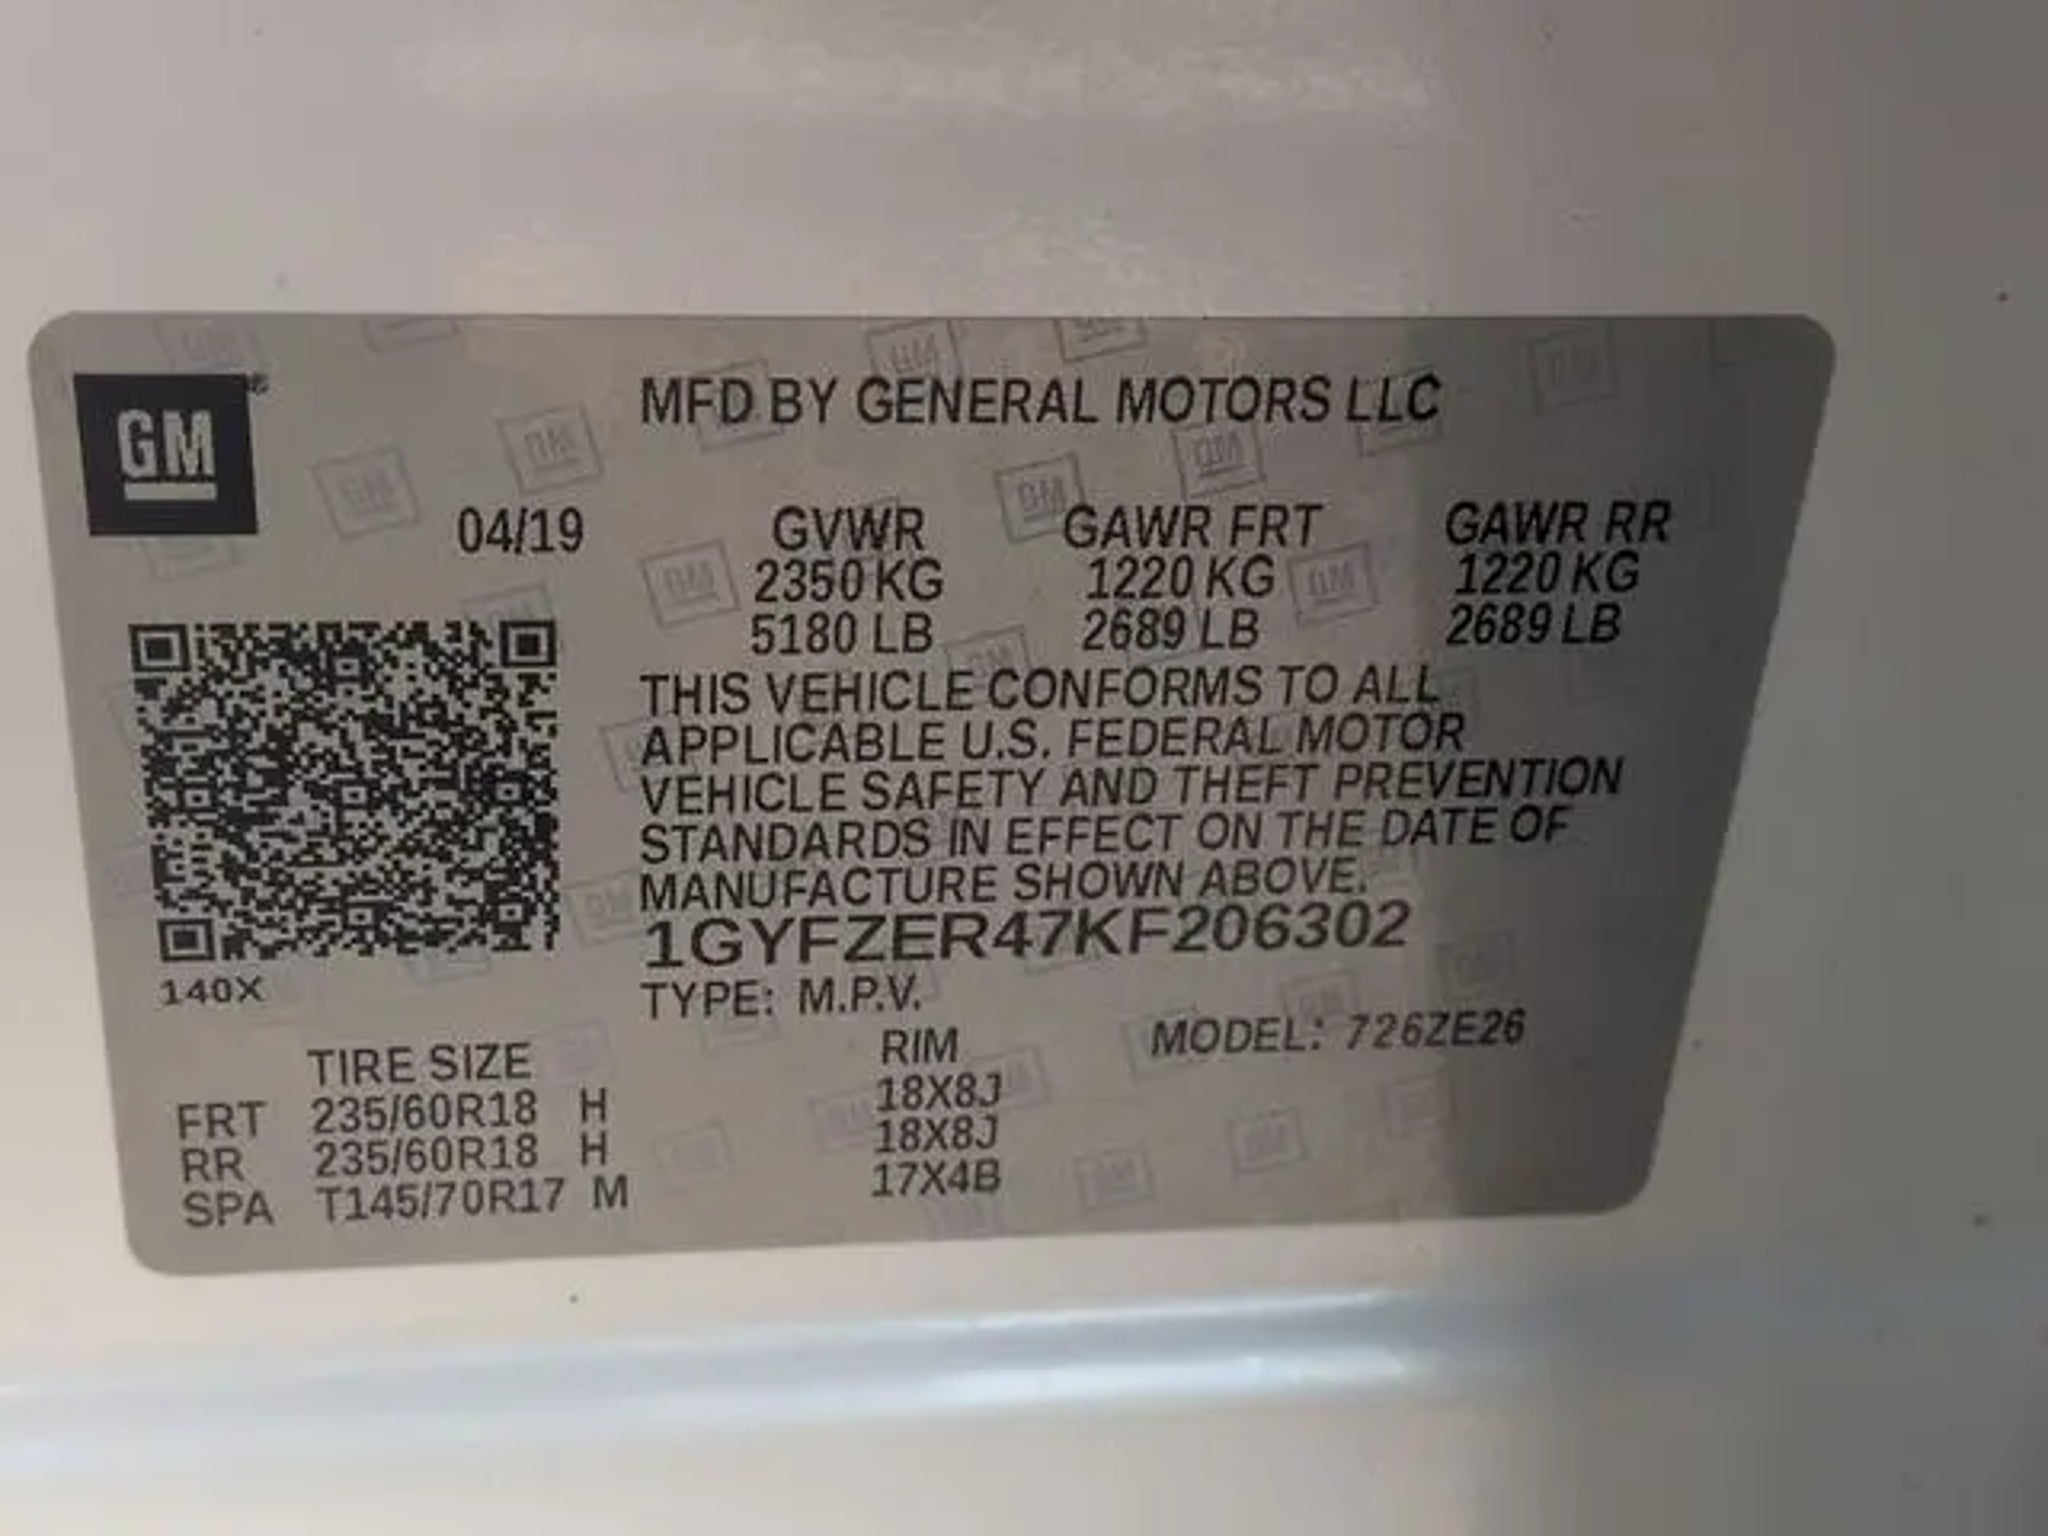 GM
MFD BY GENERAL MOTORS LLC
04/19 GVWR GAWR FRT GAWR RR
2350 KG 1220 KG 1220 KG
5180 LB 2689 LB 2689 LB
THIS VEHICLE CONFORMS TO ALL
APPLICABLE U.S. FEDERAL MOTOR
VEHICLE SAFETY AND THEFT PREVENTION
STANDARDS IN EFFECT ON THE DATE OF
MANUFACTURE SHOWN ABOVE.
1GYFZER47KF206302
140X
TYPE: M.P.V.
MODEL: 726ZE26
TIRE SIZE RIM
FRT 235/60R18 H 18X8J
RR 235/60R18 H 18X8J
SPA T145/70R17 M 17X4B